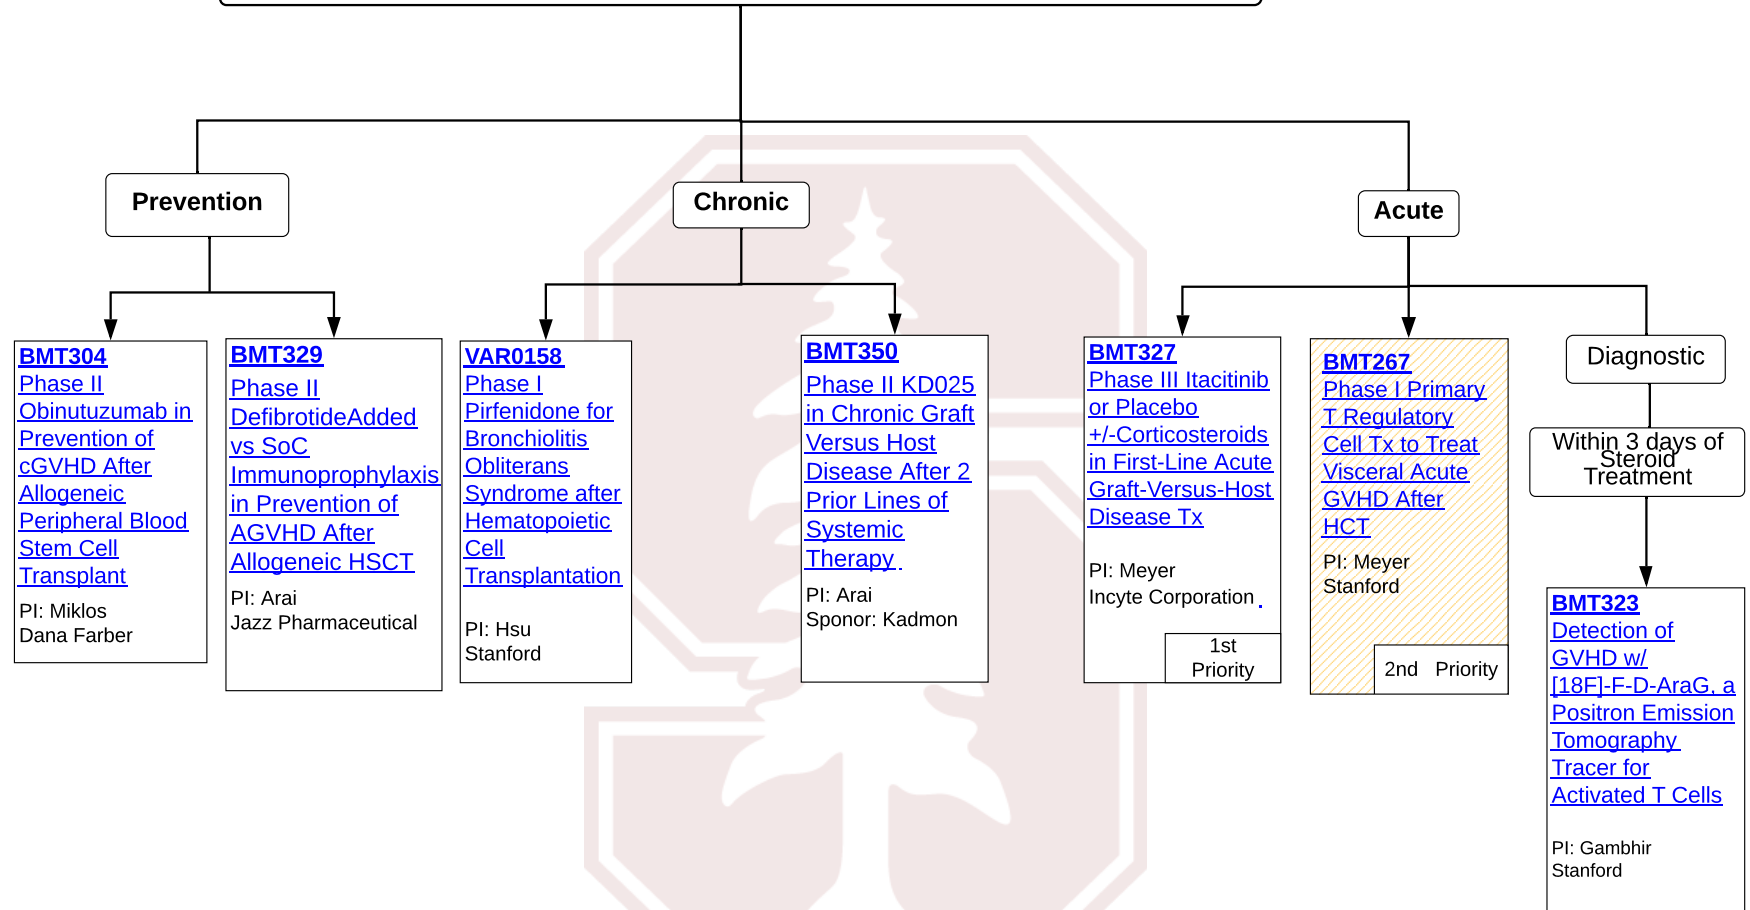 Prevention
Chronic
Acute
BMT304
Phase II
Obinutuzumab in
Prevention of
cGVHD After
Allogeneic
Peripheral Blood
Stem Cell
Transplant
PI: Miklos
Dana Farber
BMT329
Phase II
DefibrotideAdded
vs SoC
Immunoprophylaxis
in Prevention of
AGVHD After
Allogeneic HSCT
PI: Arai
Jazz Pharmaceutical
VAR0158
Phase I
Pirfenidone for
Bronchiolitis
Obliterans
Syndrome after
Hematopoietic
Cell
Transplantation
PI: Hsu
Stanford
BMT350
Phase II KD025
in Chronic Graft
Versus Host
Disease After 2
Prior Lines of
Systemic
Therapy .
PI: Arai
Sponor: Kadmon
BMT327
Phase III Itacitinib
or Placebo
+/-Corticosteroids
in First-Line Acute
Graft-Versus-Host
Disease Tx
PI: Meyer
Incyte Corporation .
1st
Priority
BMT267
Phase I Primary
T Regulatory
Cell Tx to Treat
Visceral Acute
GVHD After
HCT
PI: Meyer
Stanford
2nd Priority
Diagnostic
Within 3 days of
Steroid
Treatment
BMT323
Detection of
GVHD w/
[18F]-F-D-AraG, a
Positron Emission
Tomography
Tracer for
Activated T Cells
PI: Gambhir
Stanford